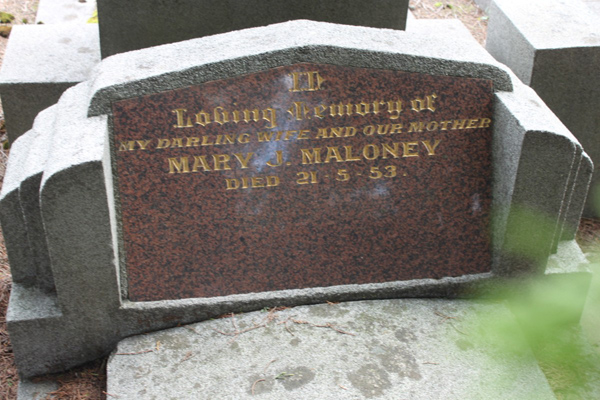 In
Loving Memory of
MY DARLING WIFE AND OUR MOTHER
MARY J. MALONEY
DIED 21-5-53.